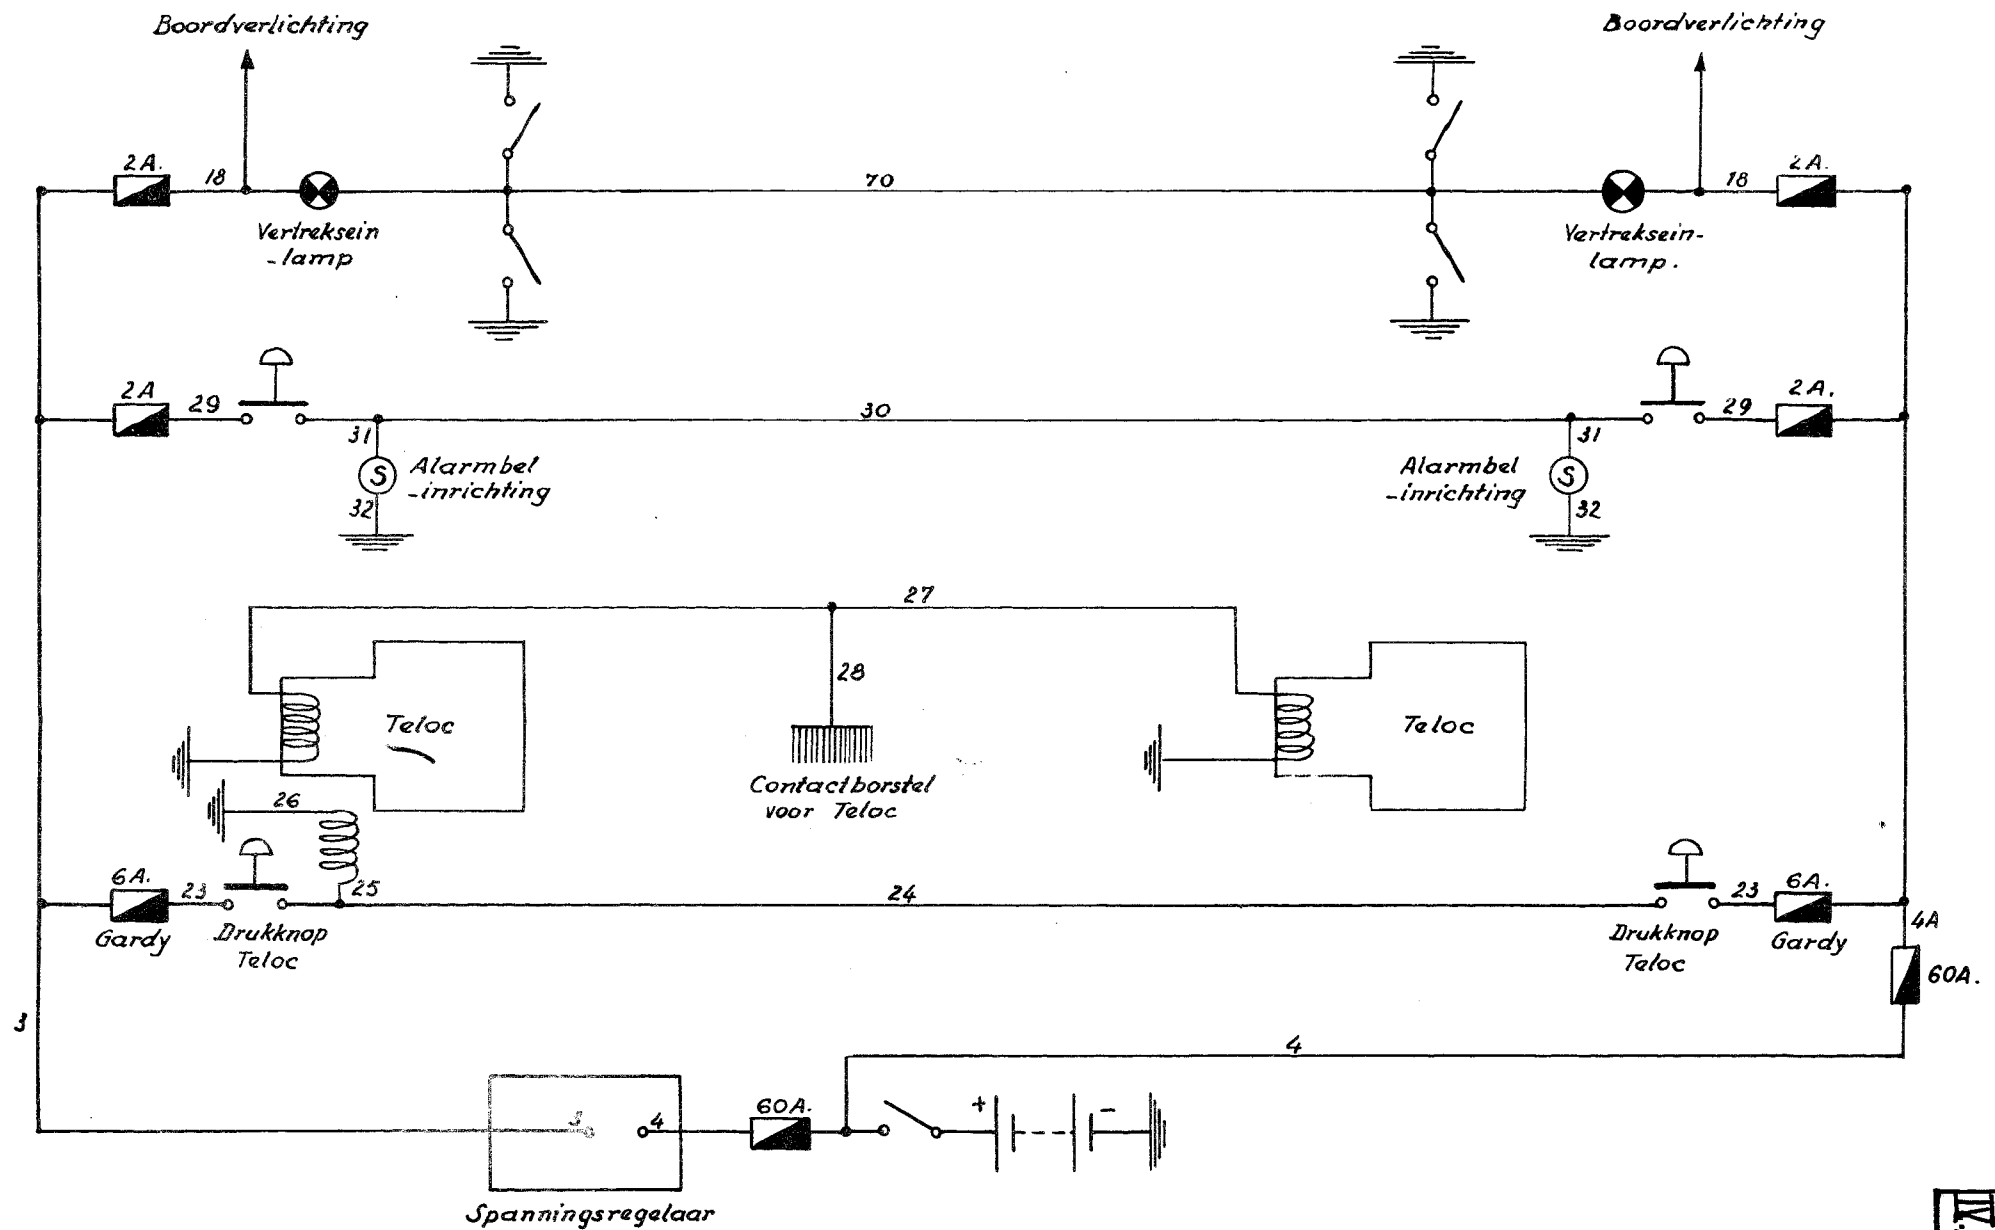 Boordverlichting
Boordverlichting
2A.
18
70
18
2A.
Vertreksein
-lamp
Vertreksein-
lamp.
2A
29
30
29
2A.
31
31
S
Alarmbel
-inrichting
Alarmbel
-inrichting
S
32
32
27
28
Teloc
Teloc
Contactborstel
voor Teloc
26
6A.
23
25
24
23
6A.
Gardy
Drukknop
Teloc
Drukknop
Teloc
Gardy
4A
60A.
3
4
3
4
60A.
+
-
Spanningsregelaar